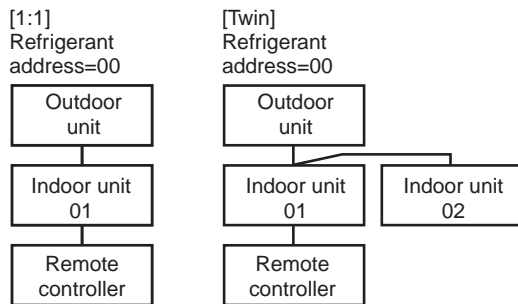 [1:1]
Refrigerant
address=00
Outdoor
unit
Indoor unit
01
Remote
controller
[Twin]
Refrigerant
address=00
Outdoor
unit
Indoor unit
01
Indoor unit
02
Remote
controller